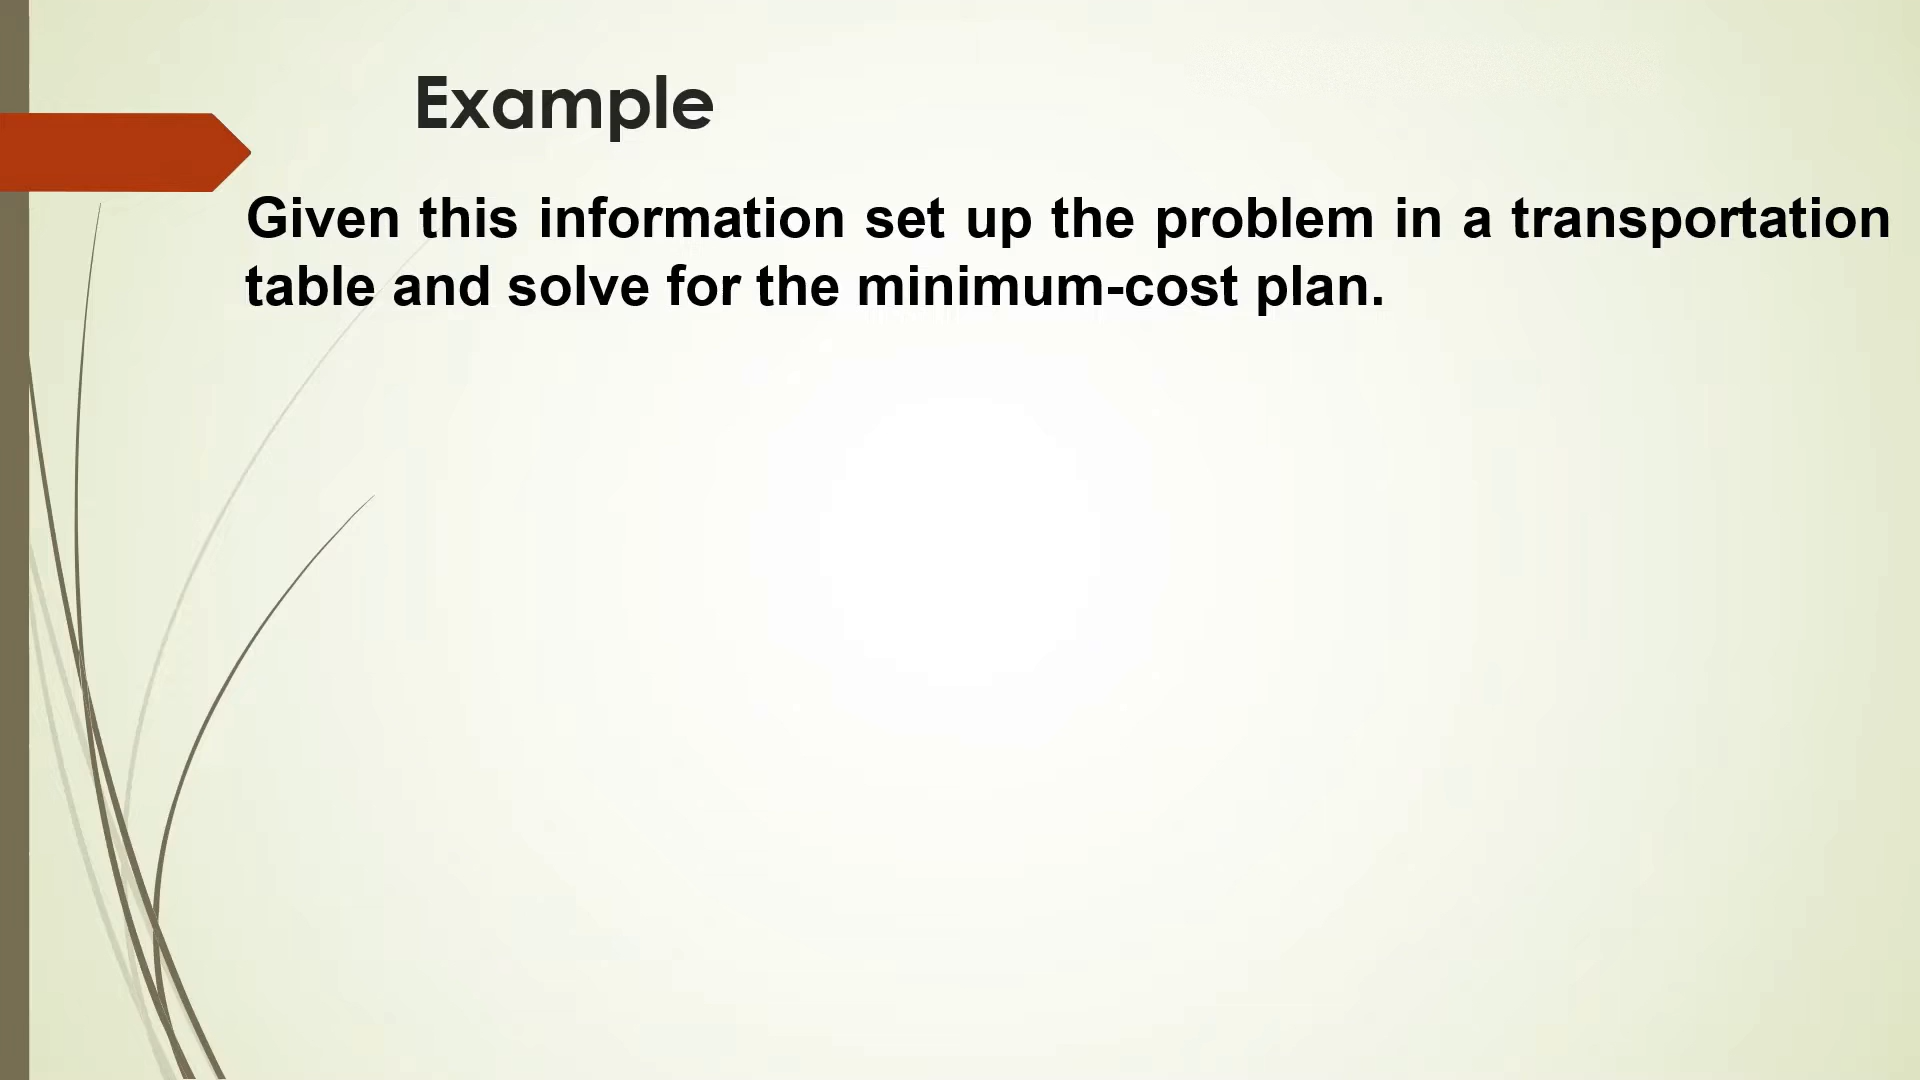 Example
Given this information set up the problem in a transportation
table and solve for the minimum-cost plan.